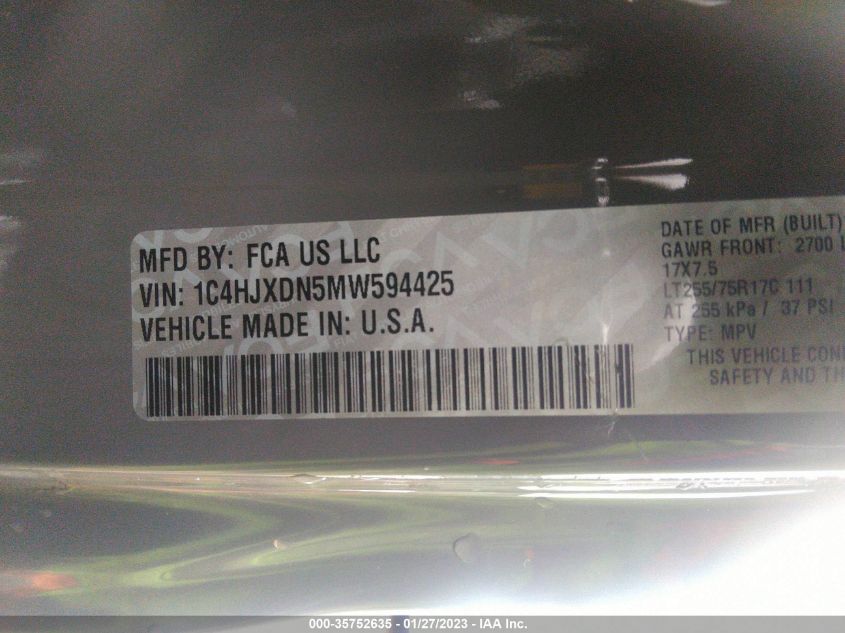 MFD BY: FCA US LLC
VIN: 1C4HJXDN5MW594425
VEHICLE MADE IN: U.S.A.
DATE OF MFR (BUILT)
GAWR FRONT: 2700
17X7.5
LT255/75R17C 111
AT 255 kPa / 37 PSI
TYPE: MPV
THIS VEHICLE CON
SAFETY AND TH
000-35752635 - 01/27/2023 - IAA Inc.